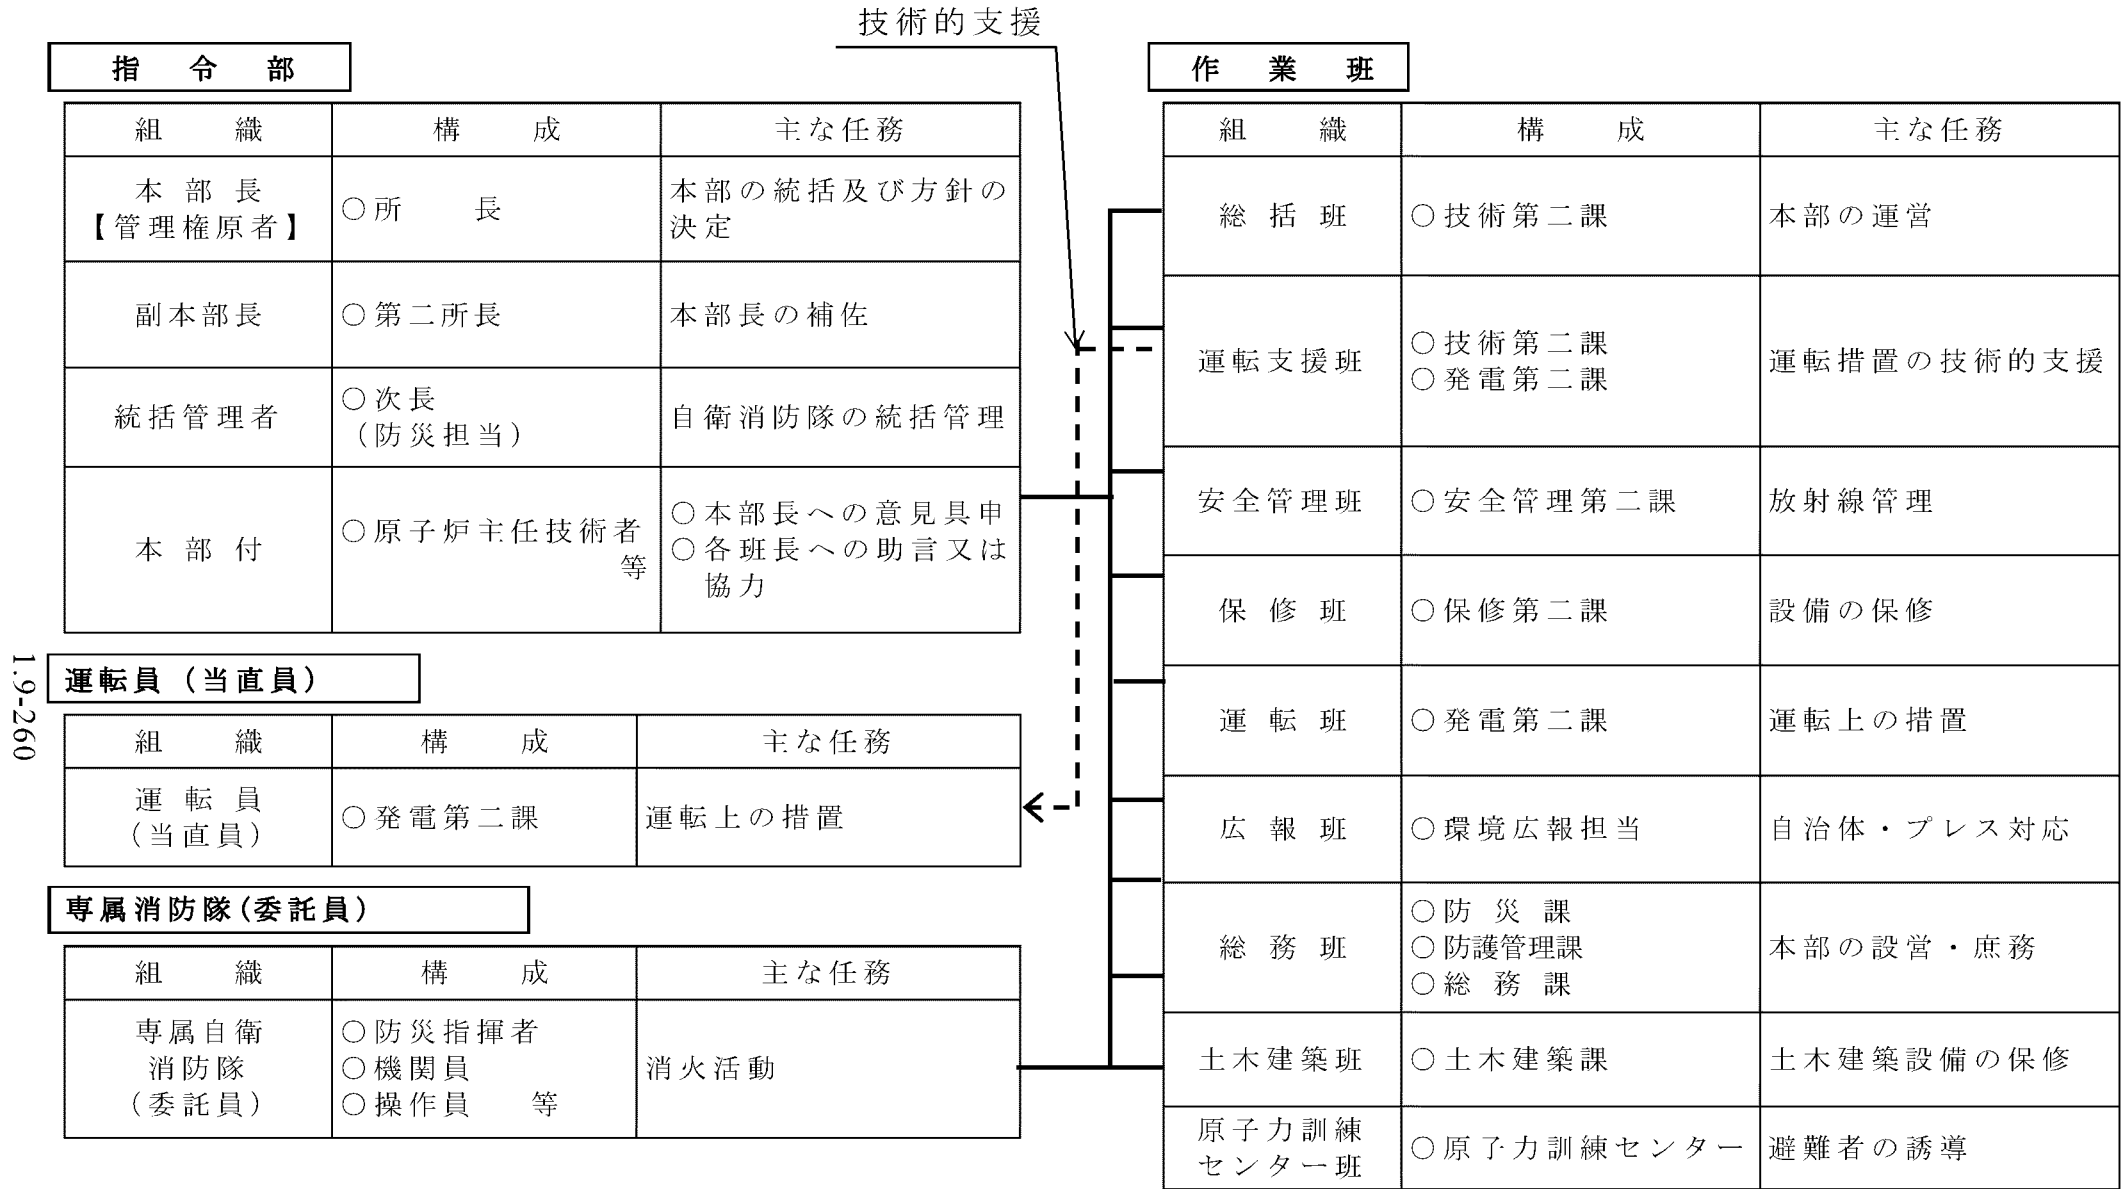 技術的支援
指令部
組織 構成 主な任務
本部長
【管理権原者】
○所長
本部の統括及び方針の
決定
副本部長
○第二所長
本部長の補佐
統括管理者
○次長
（防災担当）
自衛消防隊の統括管理
本部付
○原子炉主任技術者
等
○本部長への意見具申
○各班長への助言又は
協力
運転員（当直員）
組織 構成 主な任務
運転員
（当直員）
○発電第二課
運転上の措置
専属消防隊(委託員)
組織 構成 主な任務
専属自衛
消防隊
（委託員）
○防災指揮者
○機関員
○操作員 等
消火活動
作業班
組織 構成 主な任務
総括班
○技術第二課
本部の運営
運転支援班
○技術第二課
○発電第二課
運転措置の技術的支援
安全管理班
○安全管理第二課
放射線管理
保修班
○保修第二課
設備の保修
運転班
○発電第二課
運転上の措置
広報班
○環境広報担当
自治体・プレス対応
総務班
○防災課
○防護管理課
○総務課
本部の設営・庶務
土木建築班
○土木建築課
土木建築設備の保修
原子力訓練
センター班
○原子力訓練センター
避難者の誘導
1.9-260